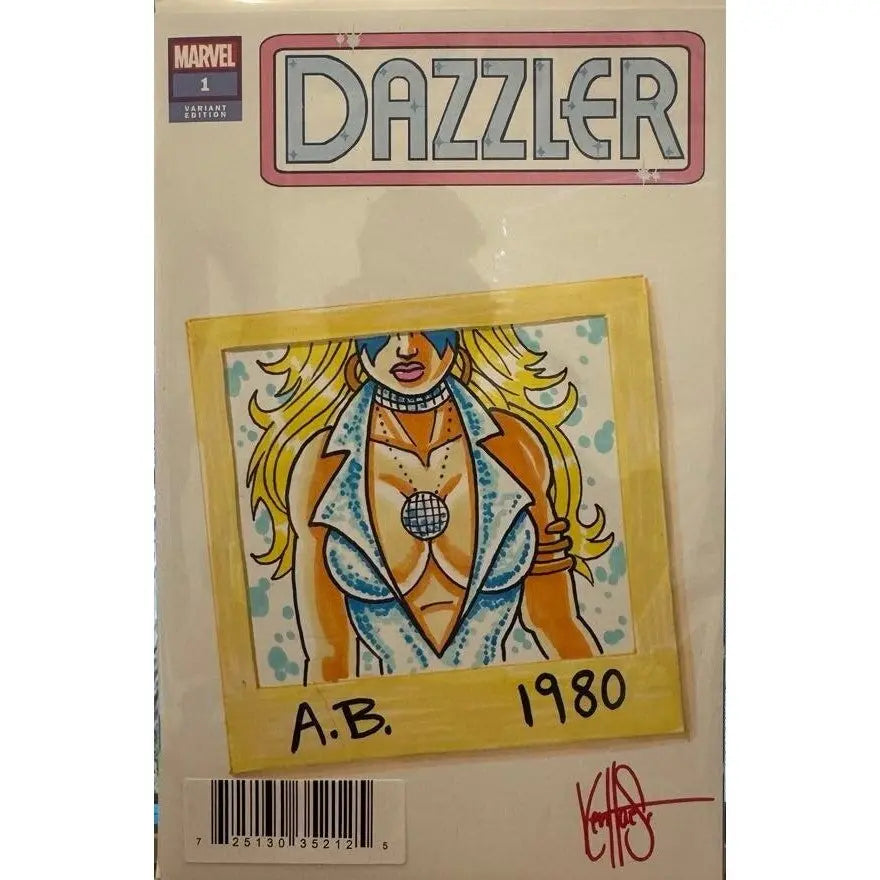 MARVEL
1
VARIANT
EDITION
DAZZLER
A.B. 1980
7 25130 35212 5